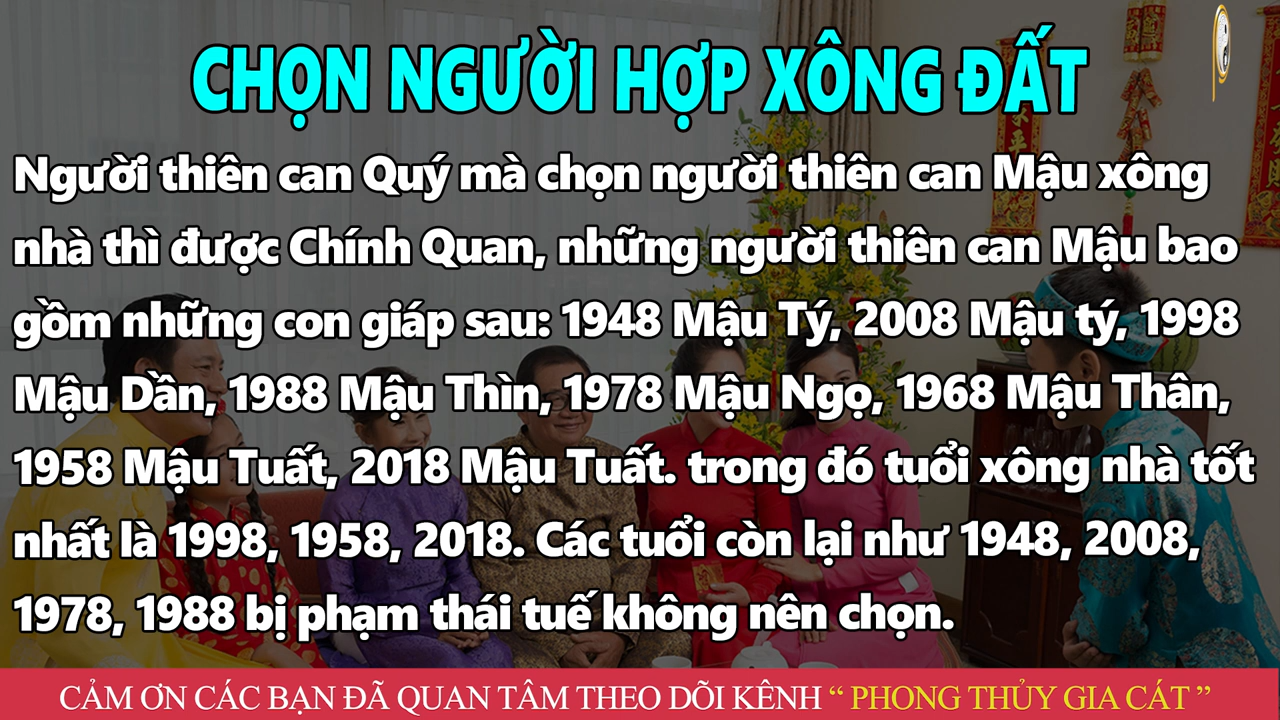 CHỌN NGƯỜI HỢP XÔNG ĐẤT
Người thiên can Quý mà chọn người thiên can Mậu xông
nhà thì được Chính Quan, những người thiên can Mậu bao
gồm những con giáp sau: 1948 Mậu Tý, 2008 Mậu tý, 1998
Mậu Dần, 1988 Mậu Thìn, 1978 Mậu Ngọ, 1968 Mậu Thân,
1958 Mậu Tuất, 2018 Mậu Tuất. trong đó tuổi xông nhà tốt
nhất là 1998, 1958, 2018. Các tuổi còn lại như 1948, 2008,
1978, 1988 bị phạm thái tuế không nên chọn.
CẢM ƠN CÁC BẠN ĐÃ QUAN TÂM THEO DÕI KÊNH “ PHONG THỦY GIA CÁT ”